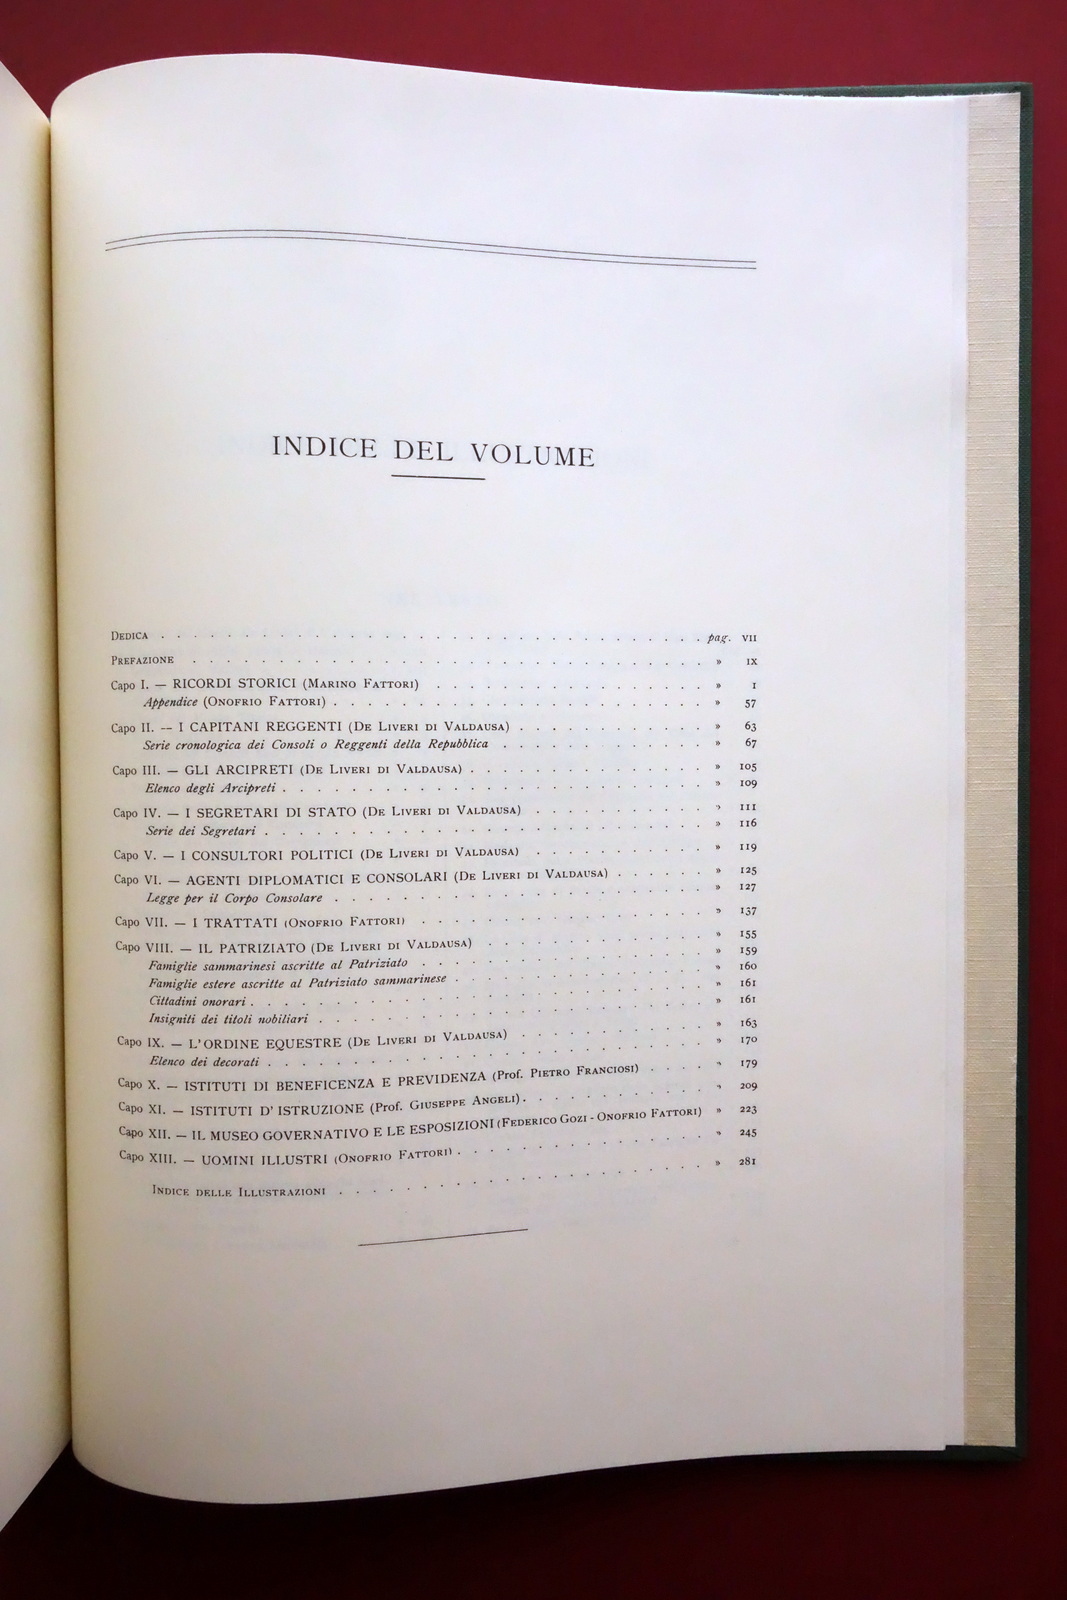 INDICE DEL VOLUME
DEDICA . . . . . pag. VII
PREFAZIONE . . . . . » IX
Capo I. — RICORDI STORICI (MARINO FATTORI) . . . . . » 1
Appendice (ONOFRIO FATTORI) . . . . . » 57
Capo II. — I CAPITANI REGGENTI (DE LIVERI DI VALDAUSA) . . . . . » 63
Serie cronologica dei Consoli o Reggenti della Repubblica . . . . . » 67
Capo III. — GLI ARCIPRETI (DE LIVERI DI VALDAUSA) . . . . . » 105
Elenco degli Arcipreti . . . . . » 109
Capo IV. — I SEGRETARI DI STATO (DE LIVERI DI VALDAUSA) . . . . . » 111
Serie dei Segretari . . . . . » 116
Capo V. — I CONSULTORI POLITICI (DE LIVERI DI VALDAUSA) . . . . . » 119
Capo VI. — AGENTI DIPLOMATICI E CONSOLARI (DE LIVERI DI VALDAUSA) . . . . . » 125
Legge per il Corpo Consolare . . . . . » 127
Capo VII. — I TRATTATI (ONOFRIO FATTORI) . . . . . » 137
Capo VIII. — IL PATRIZIATO (DE LIVERI DI VALDAUSA) . . . . . » 155
Famiglie sammarinesi ascritte al Patriziato . . . . . » 159
Famiglie estere ascritte al Patriziato sammarinese . . . . . » 160
Cittadini onorari . . . . . » 161
Insigniti dei titoli nobiliari . . . . . » 161
Capo IX. — L'ORDINE EQUESTRE (DE LIVERI DI VALDAUSA) . . . . . » 163
Elenco dei decorati . . . . . » 170
Capo X. — ISTITUTI DI BENEFICENZA E PREVIDENZA (Prof. PIETRO FRANCIOSI) . . . . . » 179
Capo XI. — ISTITUTI D'ISTRUZIONE (Prof. GIUSEPPE ANGELI) . . . . . » 209
Capo XII. — IL MUSEO GOVERNATIVO E LE ESPOSIZIONI (FEDERICO GOZI - ONOFRIO FATTORI) » 223
Capo XIII. — UOMINI ILLUSTRI (ONOFRIO FATTORI) . . . . . » 245
INDICE DELLE ILLUSTRAZIONI . . . . . » 281